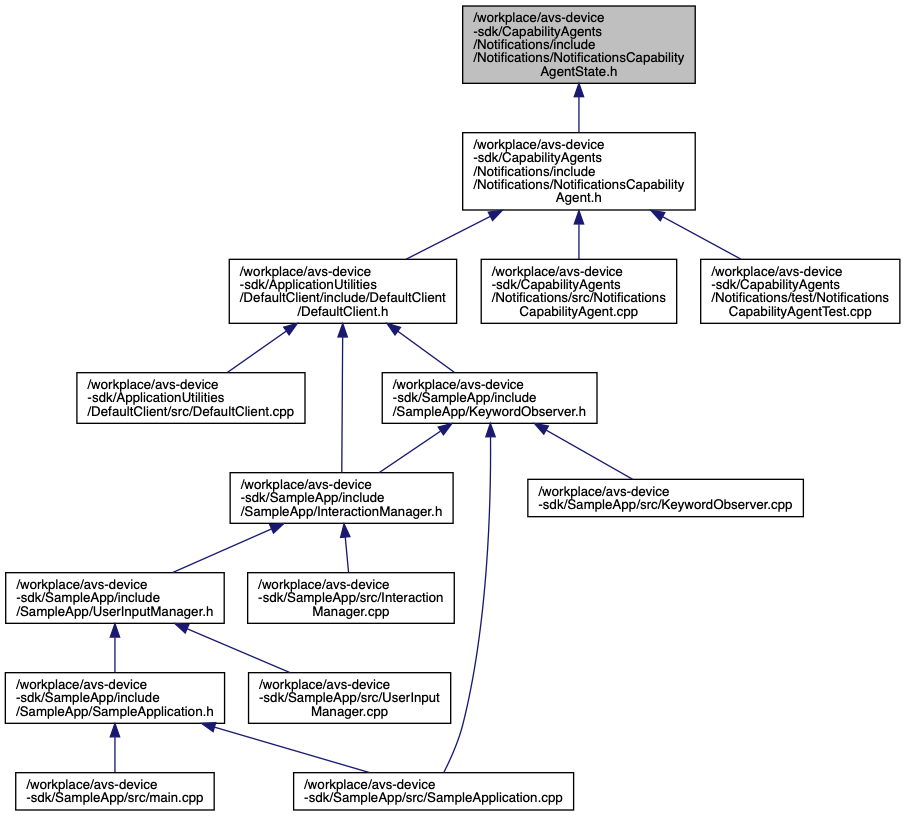 /workplace/avs-device
-sdk/CapabilityAgents
/Notifications/include
/Notifications/NotificationsCapability
AgentState.h
/workplace/avs-device
-sdk/CapabilityAgents
/Notifications/include
/Notifications/NotificationsCapability
Agent.h
/workplace/avs-device
-sdk/ApplicationUtilities
/DefaultClient/include/DefaultClient
/DefaultClient.h
/workplace/avs-device
-sdk/CapabilityAgents
/Notifications/src/Notifications
CapabilityAgent.cpp
/workplace/avs-device
-sdk/CapabilityAgents
/Notifications/test/Notifications
CapabilityAgentTest.cpp
/workplace/avs-device
-sdk/ApplicationUtilities
/DefaultClient/src/DefaultClient.cpp
/workplace/avs-device
-sdk/SampleApp/include
/SampleApp/KeywordObserver.h
/workplace/avs-device
-sdk/SampleApp/include
/SampleApp/InteractionManager.h
/workplace/avs-device
-sdk/SampleApp/src/KeywordObserver.cpp
/workplace/avs-device
-sdk/SampleApp/include
/SampleApp/UserInputManager.h
/workplace/avs-device
-sdk/SampleApp/src/Interaction
Manager.cpp
/workplace/avs-device
-sdk/SampleApp/include
/SampleApp/SampleApplication.h
/workplace/avs-device
-sdk/SampleApp/src/UserInput
Manager.cpp
/workplace/avs-device
-sdk/SampleApp/src/main.cpp
/workplace/avs-device
-sdk/SampleApp/src/SampleApplication.cpp